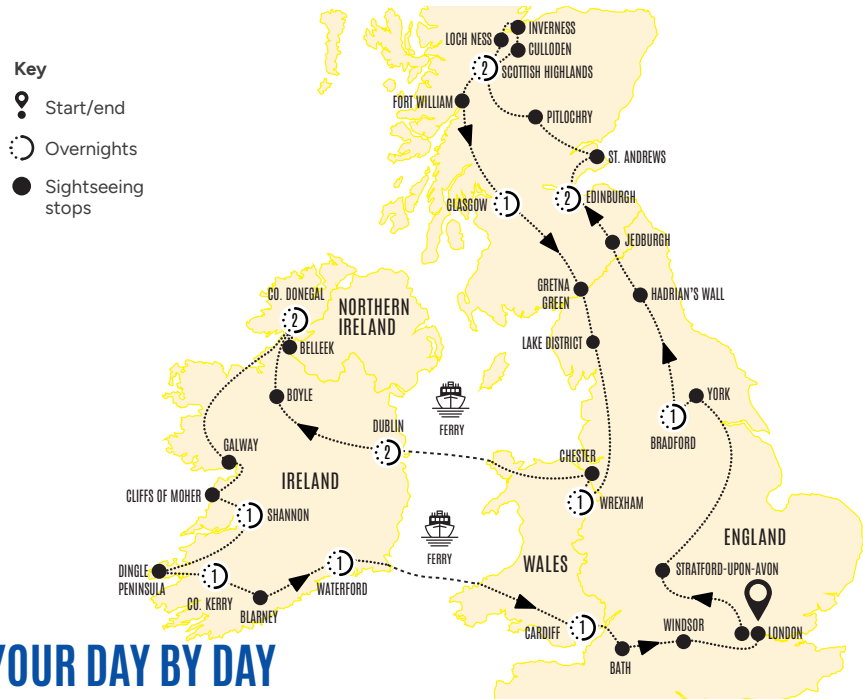 Key
Start/end
Overnights
Sightseeing
stops
INVERNESS
LOCH NESS
CULLODEN
2
SCOTTISH HIGHLANDS
FORT WILLIAM
PITLOCHRY
ST. ANDREWS
GLASGOW
1
2
EDINBURGH
JEDBURGH
GRETNA
GREEN
HADRIAN'S WALL
CO. DONEGAL
2
NORTHERN
IRELAND
BELLEEK
LAKE DISTRICT
BOYLE
FERRY
YORK
1
BRADFORD
DUBLIN
2
GALWAY
CHESTER
IRELAND
CLIFFS OF MOHER
1
SHANNON
1
WREXHAM
FERRY
ENGLAND
WALES
DINGLE
PENINSULA
1
CO. KERRY
BLARNEY
1
WATERFORD
STRATFORD-UPON-AVON
CARDIFF
1
BATH
WINDSOR
LONDON
YOUR DAY BY DAY